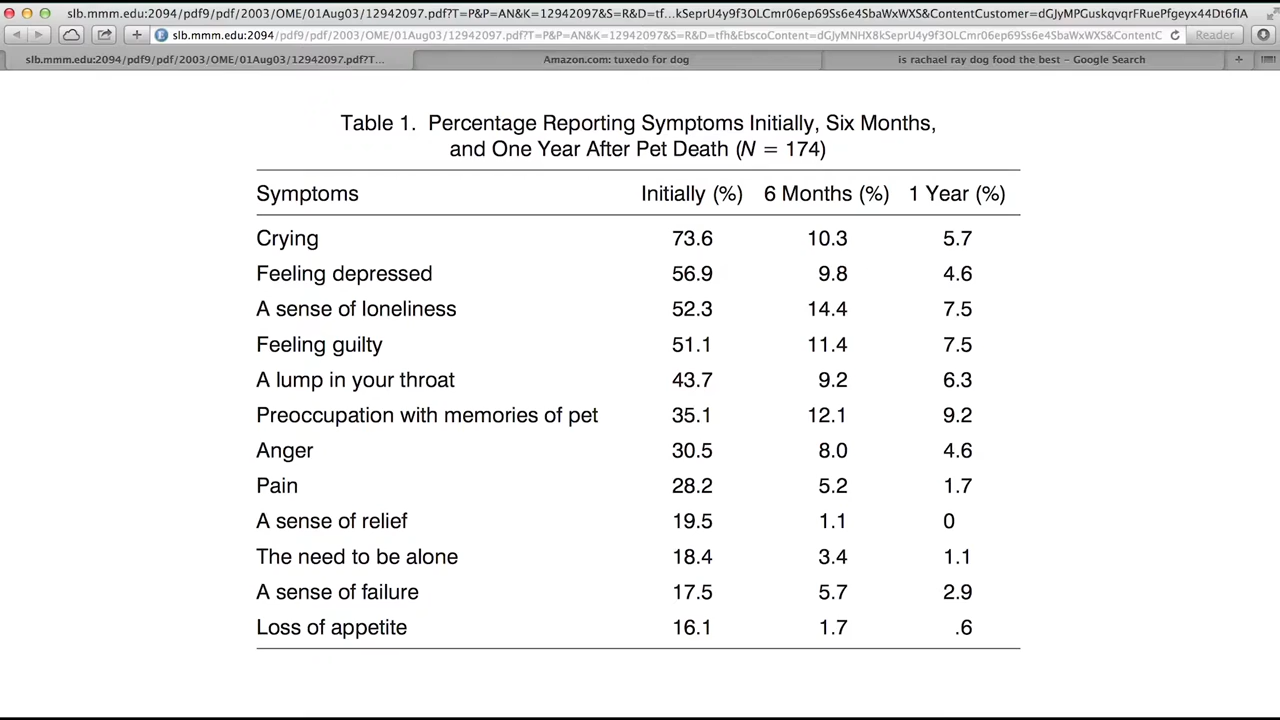 slb.mmm.edu:2094/pdf9/pdf/2003/OME/01Aug03/12942097.pdf?T=P&P=AN&K=12942097&S=R&D=tf...kSeprU4y9f3OLCmr06ep69Ss6e4SbaWxWXS&ContentCustomer=dGJyMPGuskqvqrFRuePfgeyx44Dt6fIA
slb.mmm.edu:2094/pdf9/pdf/2003/OME/01Aug03/12942097.pdf?T=P&P=AN&K=12942097&S=R&D=tfh&EbscoContent=dGJyMNHX8kSeprU4y9f3OLCmr06ep69Ss6e4SbaWxWXS&ContentC Reader
slb.mmm.edu:2094/pdf9/pdf/2003/OME/01Aug03/12942097.pdf?T... Amazon.com: tuxedo for dog is rachael ray dog food the best – Google Search
Table 1. Percentage Reporting Symptoms Initially, Six Months,
and One Year After Pet Death (N = 174)
Symptoms Initially (%) 6 Months (%) 1 Year (%)
Crying 73.6 10.3 5.7
Feeling depressed 56.9 9.8 4.6
A sense of loneliness 52.3 14.4 7.5
Feeling guilty 51.1 11.4 7.5
A lump in your throat 43.7 9.2 6.3
Preoccupation with memories of pet 35.1 12.1 9.2
Anger 30.5 8.0 4.6
Pain 28.2 5.2 1.7
A sense of relief 19.5 1.1 0
The need to be alone 18.4 3.4 1.1
A sense of failure 17.5 5.7 2.9
Loss of appetite 16.1 1.7 .6